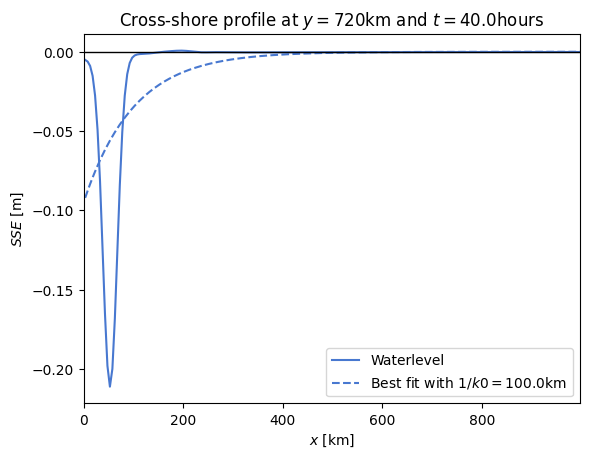 Cross-shore profile at y = 720km and t = 40.0hours
0.00
−0.05
−0.10
−0.15
−0.20
SSE [m]
0
200
400
600
800
x [km]
Waterlevel
Best fit with 1/k0 = 100.0km